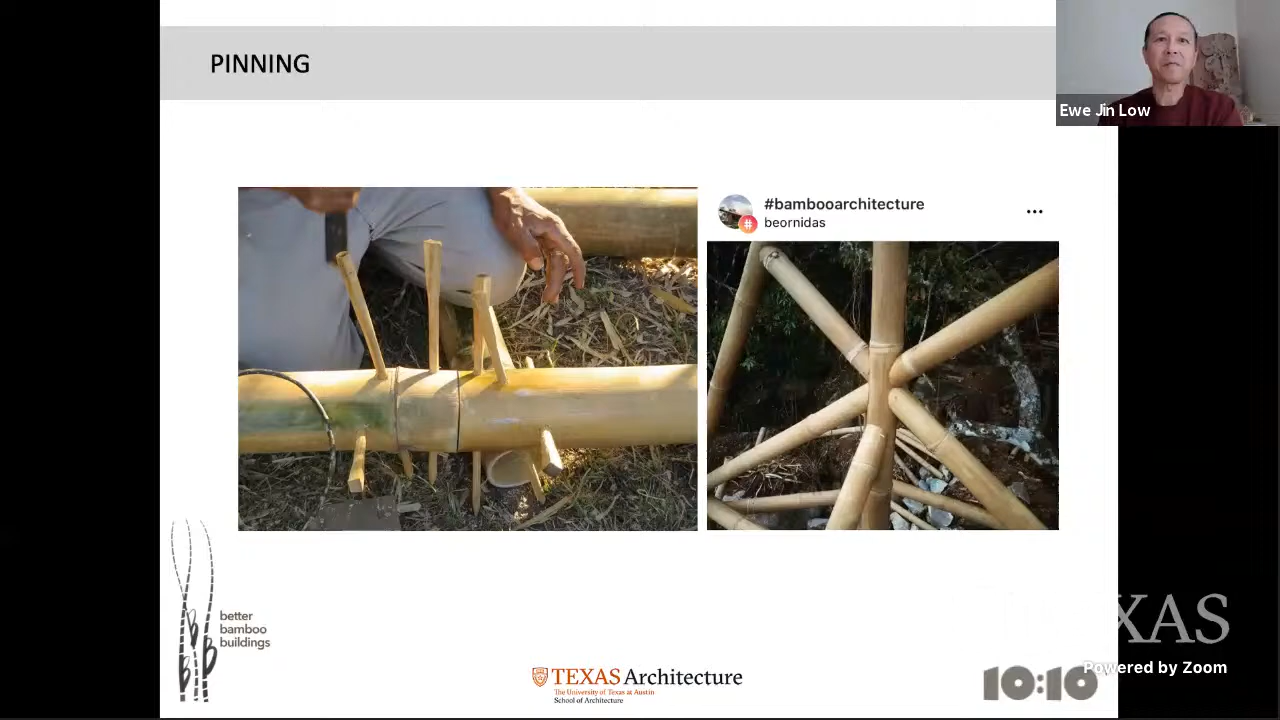 PINNING
Ewe Jin Low
#bambooarchitecture
beornidas
better
bamboo
buildings
TEXAS Architecture
The University of Texas at Austin
School of Architecture
10:10
XAS
Powered by Zoom